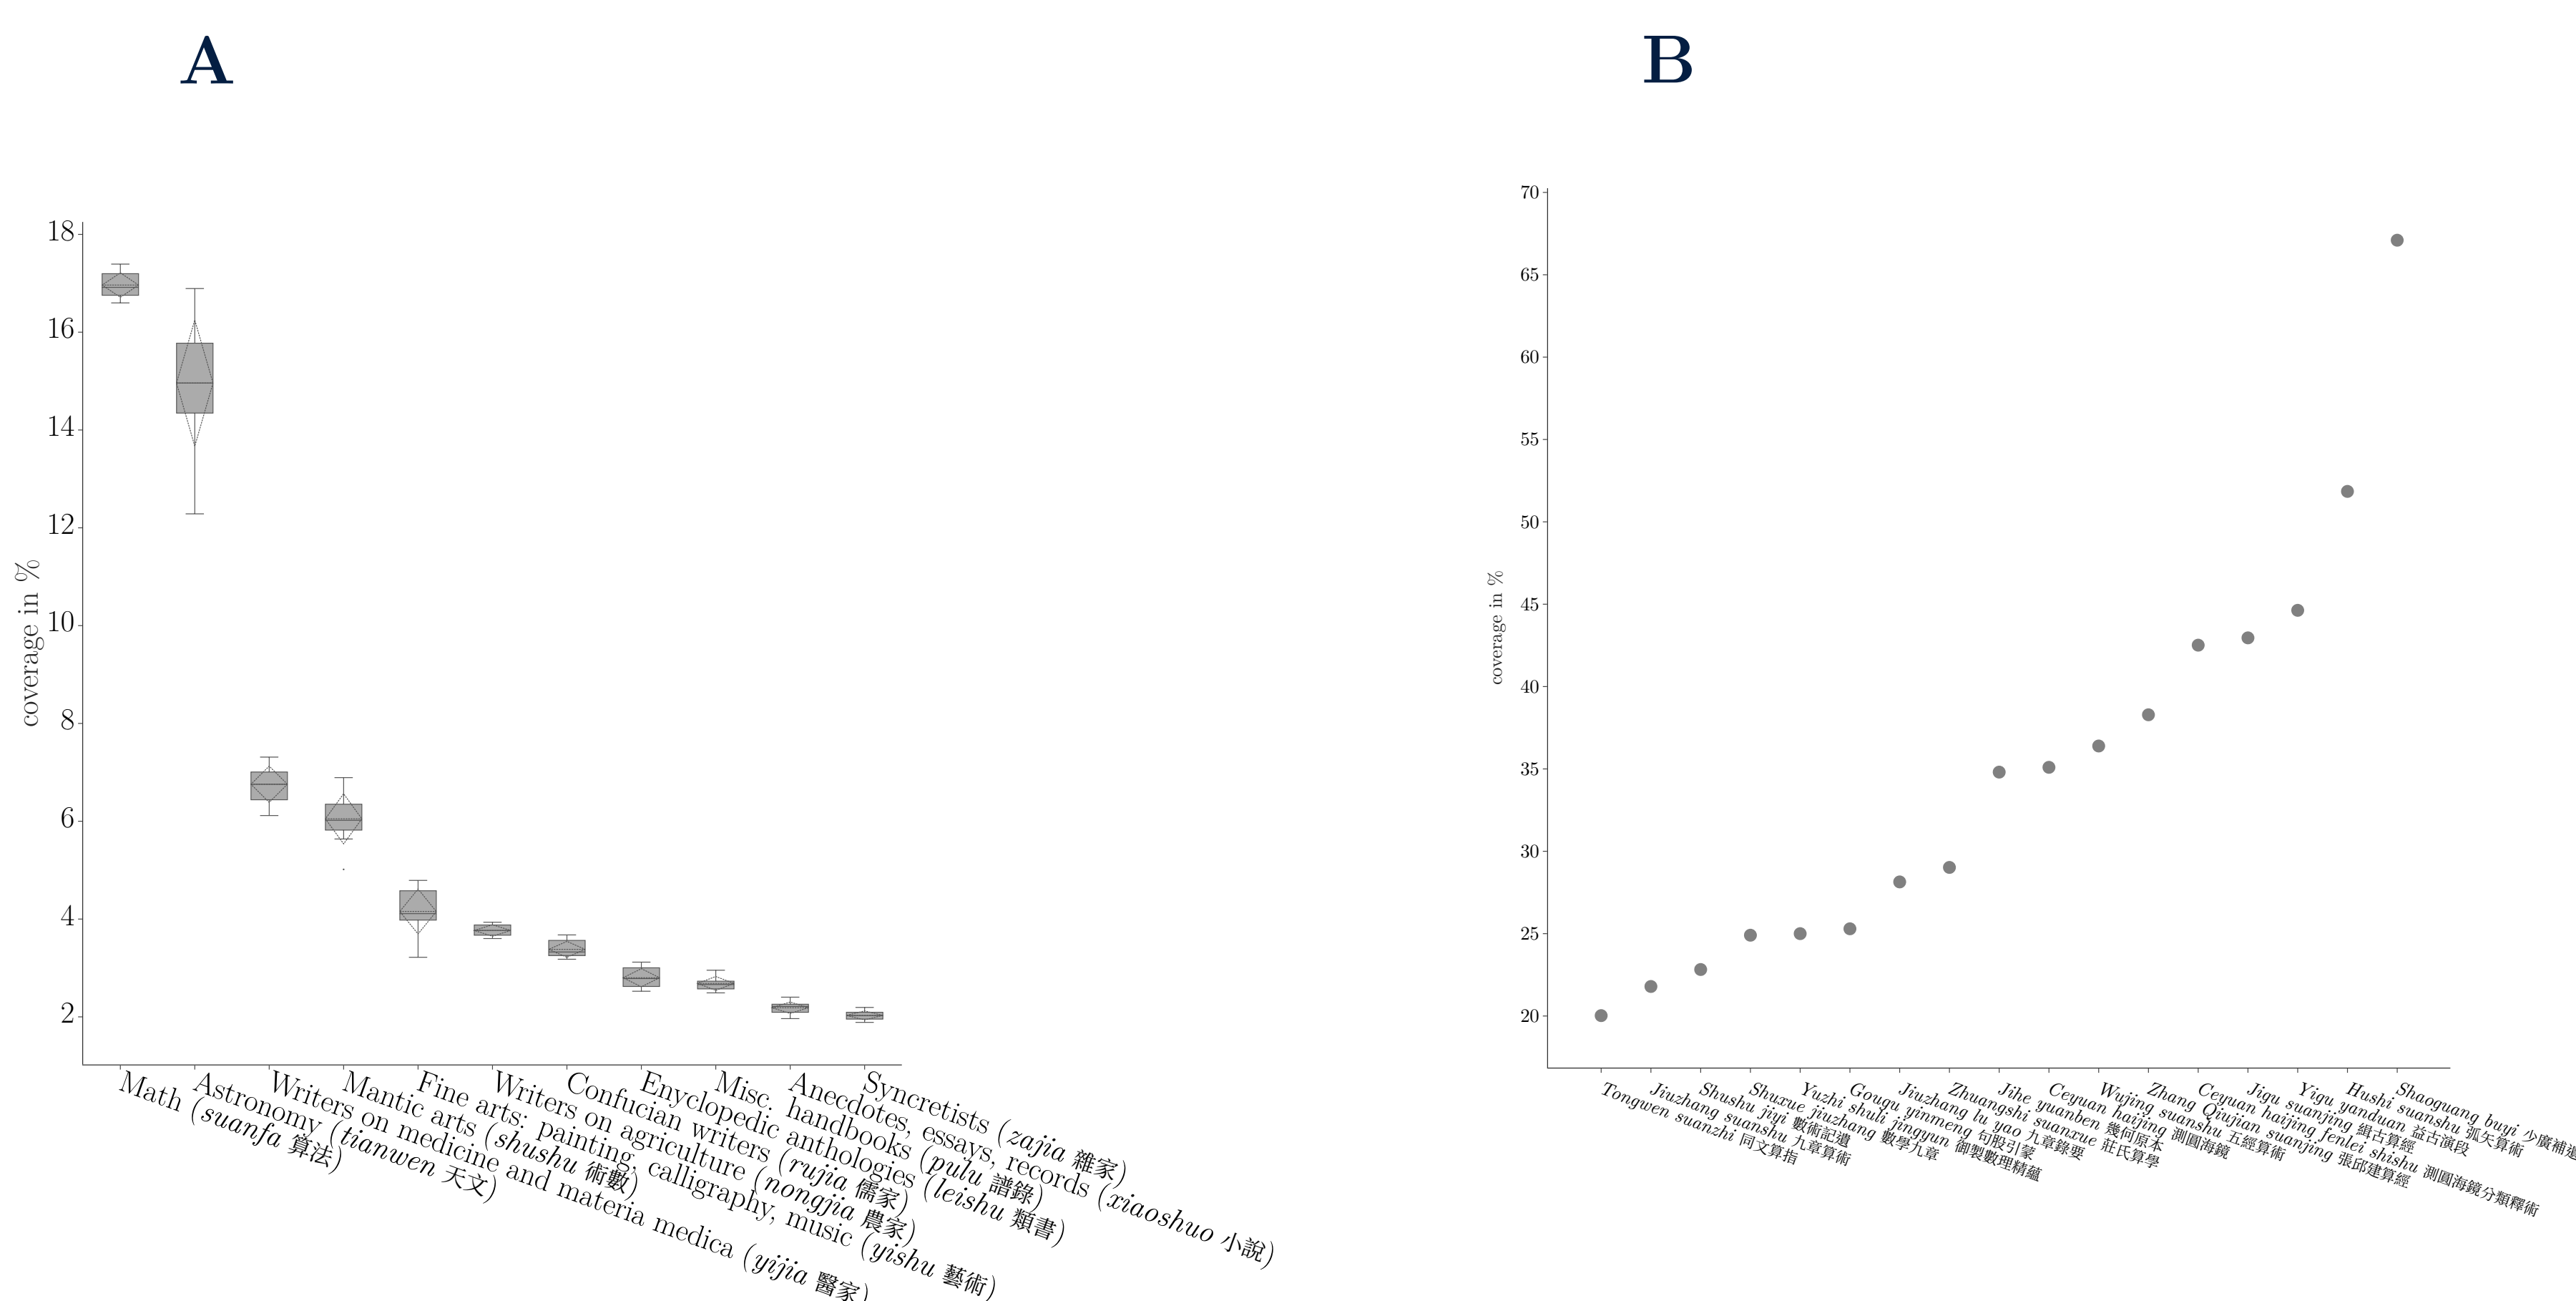 A
18
16
14
12
10
8
6
4
2
coverage in %
Math (suanfa 算法)
Astronomy (tianwen 天文)
Writers on medicine and materia medica (yijia 醫家)
Mantic arts (shushu 術數)
Fine arts: painting, calligraphy, music (yishu 藝術)
Writers on agriculture (nongjia 農家)
Confucian writers (rujia 儒家)
Enyclopedic anthologies (leishu 類書)
Misc. handbooks (pulu 譜錄)
Anecdotes, essays, records (xiaoshuo 小說)
Syncretists (zajia 雜家)
B
70
65
60
55
50
45
40
35
30
25
20
coverage in %
Tongwen suanzhi 同文算指
Jiuzhang suanshu 九章算術
Shushu jiyi 數術記遺
Shuxue jiuzhang 數學九章
Yuzhi shuli jingyun 御製數理精蘊
Gougu yinmeng 句股引蒙
Jiuzhang lu yao 九章錄要
Zhuangshi suanxue 莊氏算學
Jihe yuanben 幾何原本
Ceyuan haijing 測圓海鏡
Wujing suanshu 五經算術
Zhang Qiujian suanjing 張邱建算經
Ceyuan haijing fenlei shishu 測圓海鏡分類釋術
Jigu suanjing 緝古算經
Yigu yanduan 益古演段
Hushi suanshu 弧矢算術
Shaoguang buyi 少廣補遺